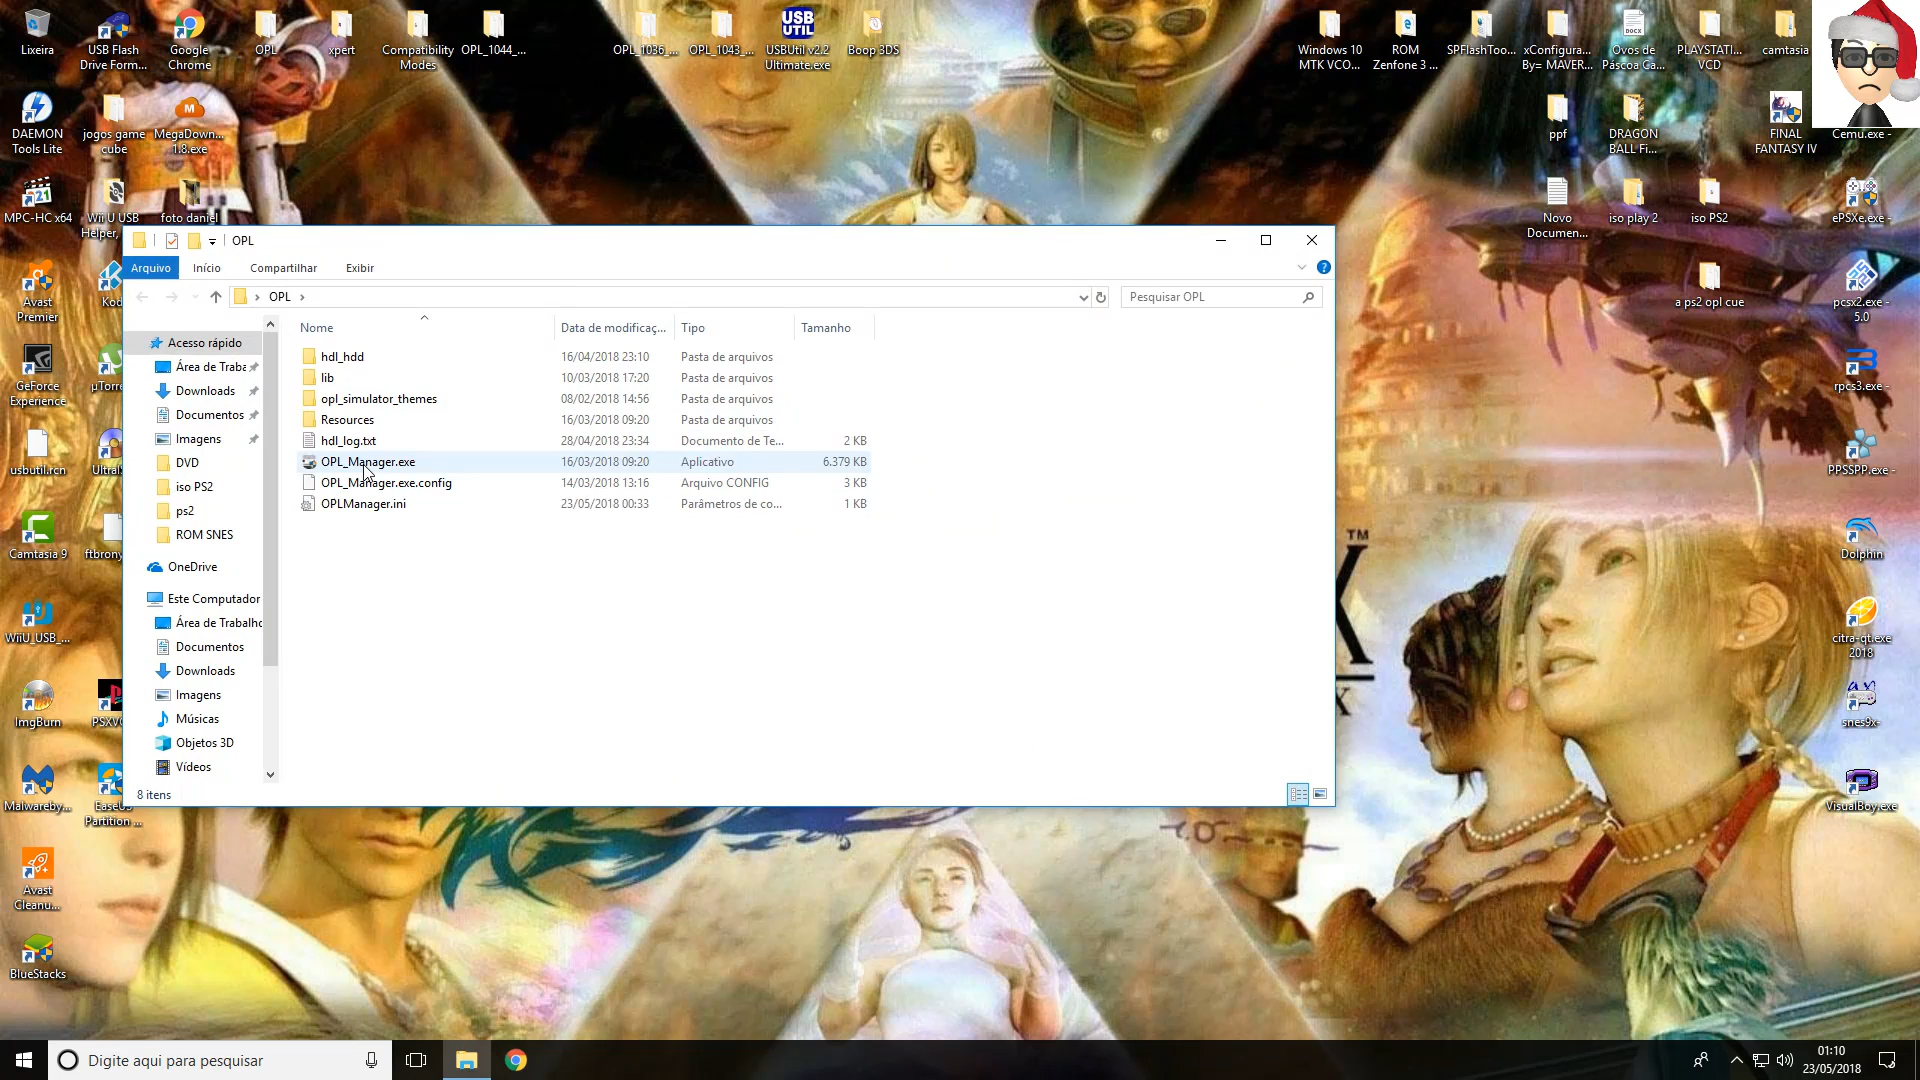 Lixeira
USB Flash
Drive Form...
Google
Chrome
OPL
xpert
Compatibility
Modes
OPL_1044_...
OPL_1036_...
OPL_1043_...
USB
UTIL
USBUtil v2.2
Ultimate.exe
Boop 3DS
Windows 10
MTK VCO...
ROM
Zenfone 3 ...
SPFlashToo...
xConfigura...
By= MAVER...
DOCX
Ovos de
Páscoa Ca...
PLAYSTATI...
VCD
camtasia
DAEMON
Tools Lite
jogos game
cube
MegaDown...
1.8.exe
ppf
DRAGON
BALL Fi...
FINAL
FANTASY IV
Cemu.exe -
MPC-HC x64
Wii U USB
Helper,
foto daniel
Novo
Documen...
iso play 2
iso PS2
ePSXe.exe -
Avast
Premier
Kod
a ps2 opl cue
pcsx2.exe -
5.0
GeForce
Experience
µTorre
rpcs3.exe -
usbutil.rcn
UltraIS
PPSSPP.exe -
Camtasia 9
ftbrony
Dolphin
WiiU_USB_...
citra-qt.exe
2018
ImgBurn
PSXVC
snes9x-
Malwareby...
EaseUS
Partition ...
VisualBoy.exe
Avast
Cleanu...
BlueStacks
OPL
Arquivo
Início
Compartilhar
Exibir
OPL
Pesquisar OPL
Nome
Data de modificaç...
Tipo
Tamanho
hdl_hdd 16/04/2018 23:10 Pasta de arquivos
lib 10/03/2018 17:20 Pasta de arquivos
opl_simulator_themes 08/02/2018 14:56 Pasta de arquivos
Resources 16/03/2018 09:20 Pasta de arquivos
hdl_log.txt 28/04/2018 23:34 Documento de Te... 2 KB
OPL_Manager.exe 16/03/2018 09:20 Aplicativo 6.379 KB
OPL_Manager.exe.config 14/03/2018 13:16 Arquivo CONFIG 3 KB
OPLManager.ini 23/05/2018 00:33 Parâmetros de co... 1 KB
Acesso rápido
Área de Traba
Downloads
Documentos
Imagens
DVD
iso PS2
ps2
ROM SNES
OneDrive
Este Computador
Área de Trabalho
Documentos
Downloads
Imagens
Músicas
Objetos 3D
Vídeos
8 itens
TM
X
Digite aqui para pesquisar
01:10
23/05/2018